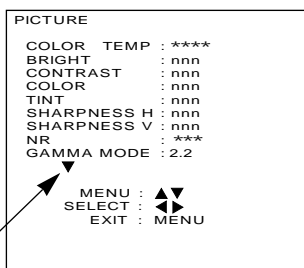 PICTURE
COLOR TEMP : ****
BRIGHT : nnn
CONTRAST : nnn
COLOR : nnn
TINT : nnn
SHARPNESS H : nnn
SHARPNESS V : nnn
NR : ***
GAMMA MODE : 2.2
▼
MENU : ▲▼
SELECT : ◀▶
EXIT : MENU